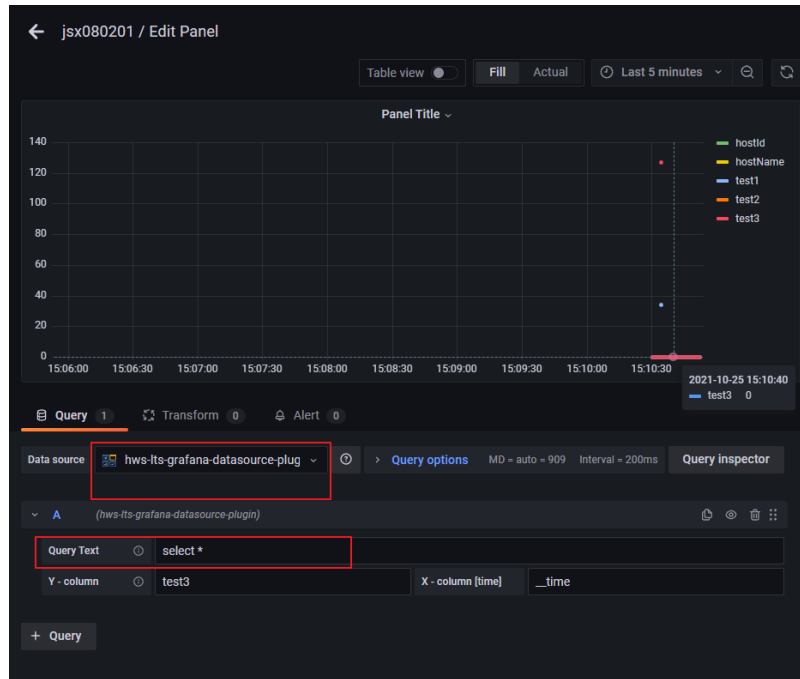 jsx080201 / Edit Panel
Table view Fill Actual Last 5 minutes
Panel Title
140
120
100
80
60
40
20
0
15:06:00 15:06:30 15:07:00 15:07:30 15:08:00 15:08:30 15:09:00 15:09:30 15:10:00 15:10:30
hostId
hostName
test1
test2
test3
2021-10-25 15:10:40
test3 0
Query 1 Transform 0 Alert 0
Data source hws-lts-grafana-datasource-plug Query options MD = auto = 909 Interval = 200ms Query inspector
A (hws-lts-grafana-datasource-plugin)
Query Text select *
Y - column test3 X - column [time] __time
+ Query